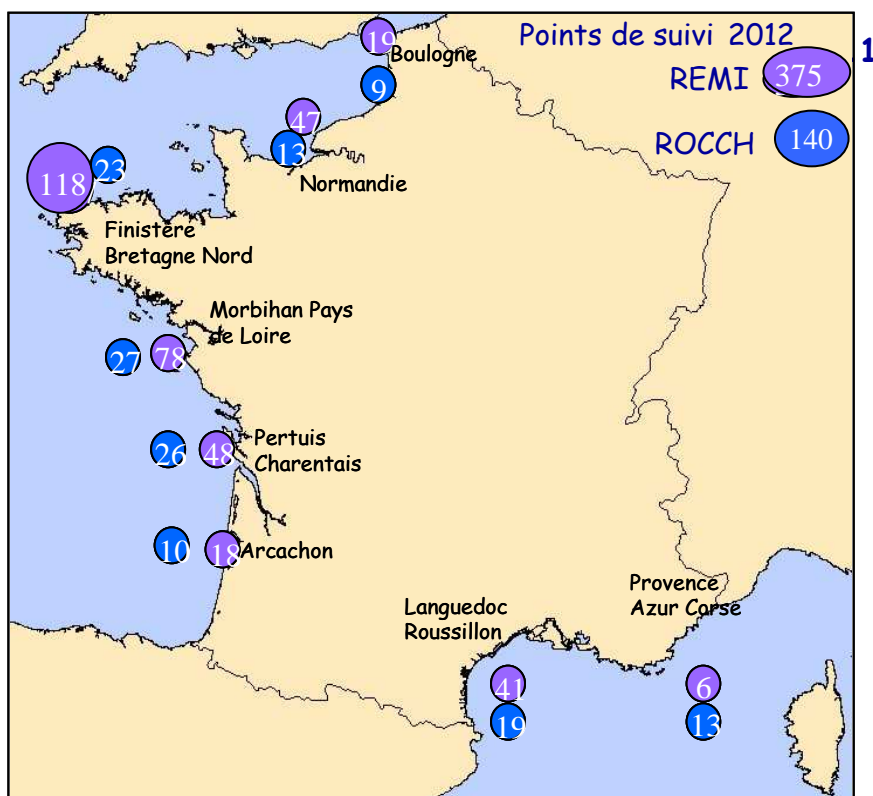 Points de suivi 2012
1
REMI 375
ROCCH 140
19
Boulogne
9
47
13
Normandie
118
23
Finistère
Bretagne Nord
Morbihan Pays
de Loire
27
78
26
48
Pertuis
Charentais
10
18
Arcachon
Languedoc
Roussillon
41
19
Provence
Azur Corse
6
13